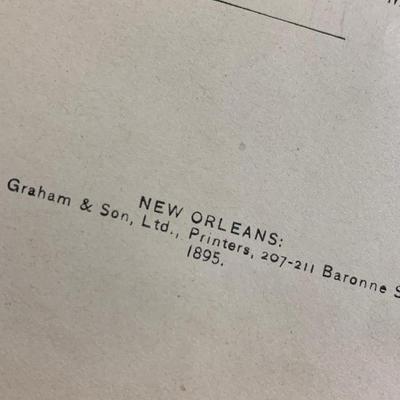 NEW ORLEANS:
Graham & Son, Ltd., Printers, 207-211 Baronne S
1895.